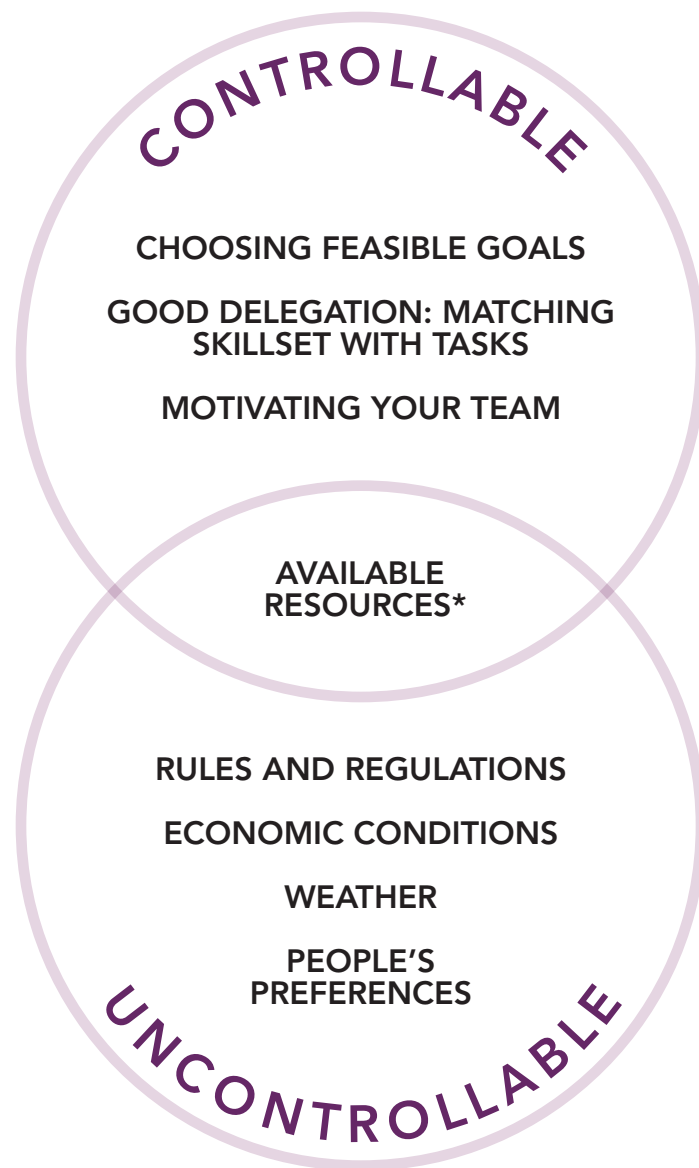 CONTROLLABLE
CHOOSING FEASIBLE GOALS
GOOD DELEGATION: MATCHING
SKILLSET WITH TASKS
MOTIVATING YOUR TEAM
AVAILABLE
RESOURCES*
RULES AND REGULATIONS
ECONOMIC CONDITIONS
WEATHER
PEOPLE’S
PREFERENCES
UNCONTROLLABLE